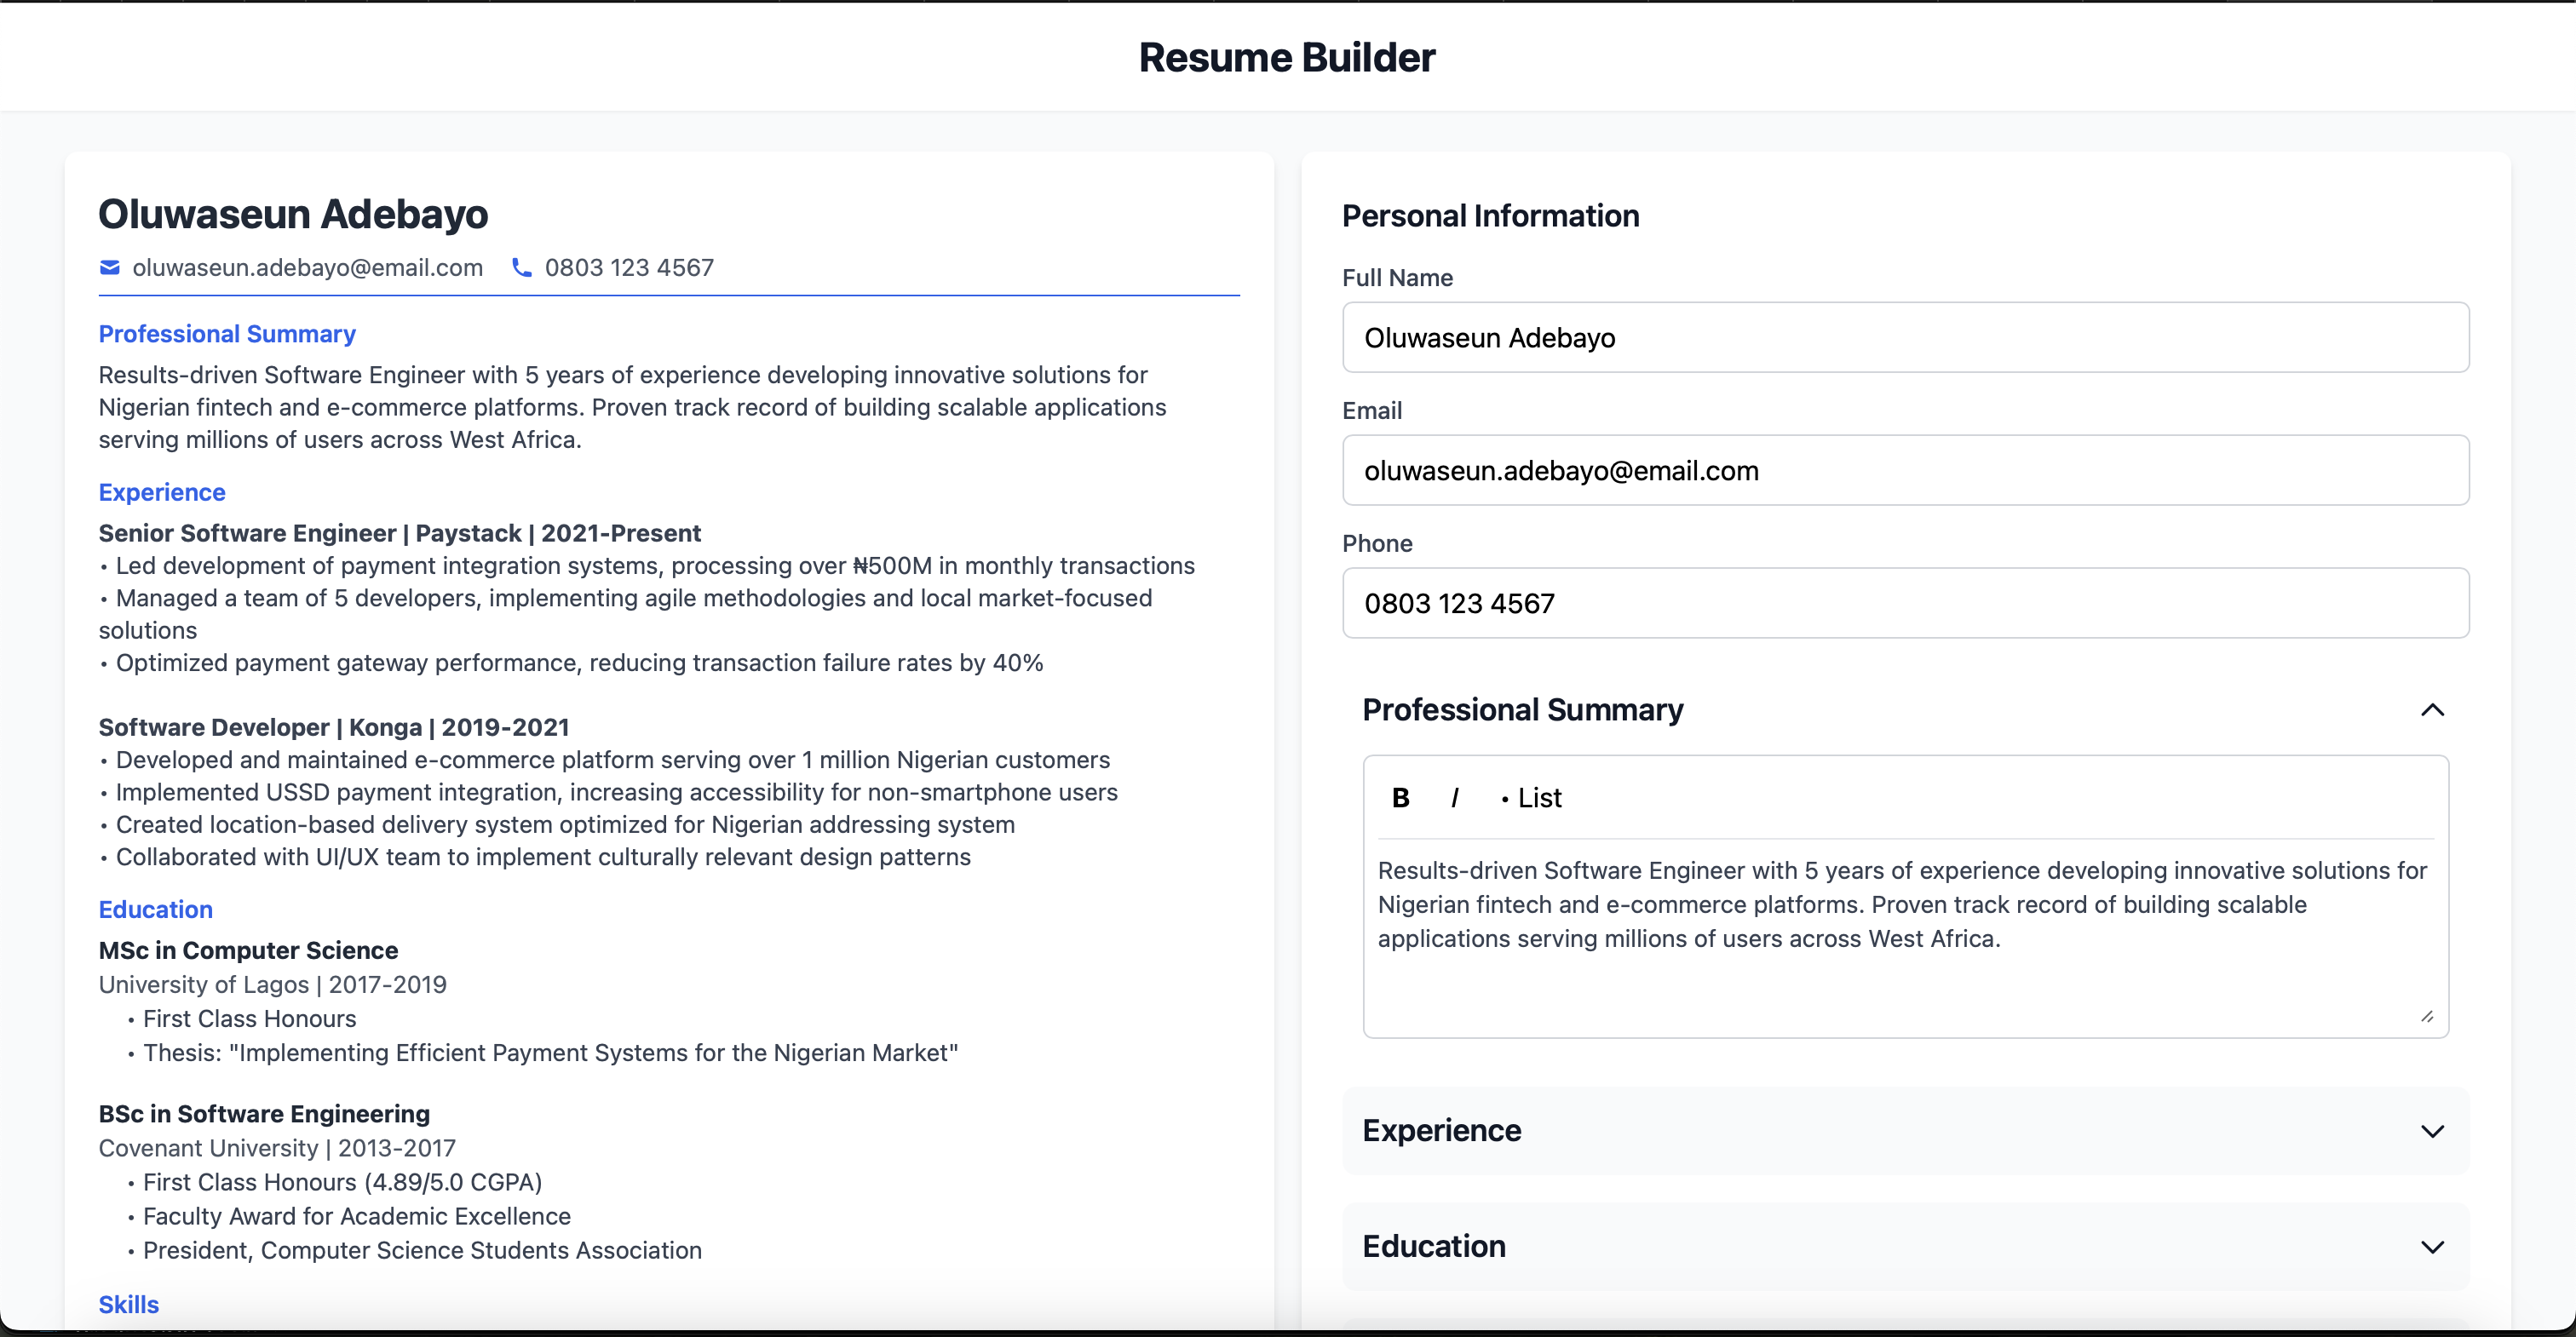 Resume Builder
Oluwaseun Adebayo
oluwaseun.adebayo@email.com 0803 123 4567
Professional Summary
Results-driven Software Engineer with 5 years of experience developing innovative solutions for
Nigerian fintech and e-commerce platforms. Proven track record of building scalable applications
serving millions of users across West Africa.
Experience
Senior Software Engineer | Paystack | 2021-Present
• Led development of payment integration systems, processing over ₦500M in monthly transactions
• Managed a team of 5 developers, implementing agile methodologies and local market-focused
solutions
• Optimized payment gateway performance, reducing transaction failure rates by 40%
Software Developer | Konga | 2019-2021
• Developed and maintained e-commerce platform serving over 1 million Nigerian customers
• Implemented USSD payment integration, increasing accessibility for non-smartphone users
• Created location-based delivery system optimized for Nigerian addressing system
• Collaborated with UI/UX team to implement culturally relevant design patterns
Education
MSc in Computer Science
University of Lagos | 2017-2019
• First Class Honours
• Thesis: "Implementing Efficient Payment Systems for the Nigerian Market"
BSc in Software Engineering
Covenant University | 2013-2017
• First Class Honours (4.89/5.0 CGPA)
• Faculty Award for Academic Excellence
• President, Computer Science Students Association
Skills
Personal Information
Full Name
Oluwaseun Adebayo
Email
oluwaseun.adebayo@email.com
Phone
0803 123 4567
Professional Summary
B I • List
Results-driven Software Engineer with 5 years of experience developing innovative solutions for
Nigerian fintech and e-commerce platforms. Proven track record of building scalable
applications serving millions of users across West Africa.
Experience
Education